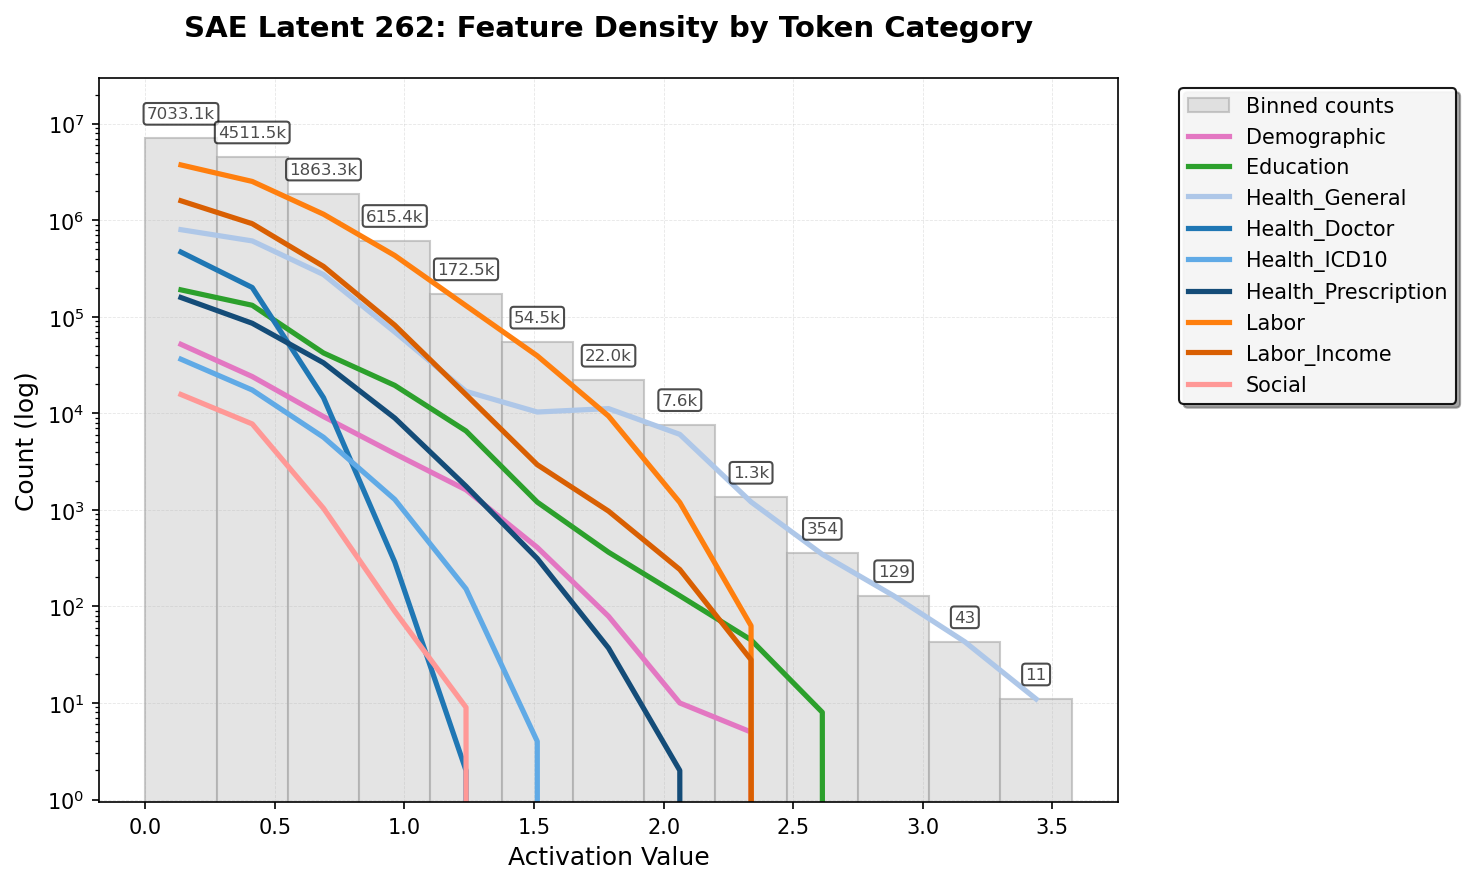 SAE Latent 262: Feature Density by Token Category
7033.1k
4511.5k
1863.3k
615.4k
172.5k
54.5k
22.0k
7.6k
1.3k
354
129
43
11
Count (log)
10⁷
10⁶
10⁵
10⁴
10³
10²
10¹
10⁰
0.0 0.5 1.0 1.5 2.0 2.5 3.0 3.5
Activation Value
Binned counts
Demographic
Education
Health_General
Health_Doctor
Health_ICD10
Health_Prescription
Labor
Labor_Income
Social